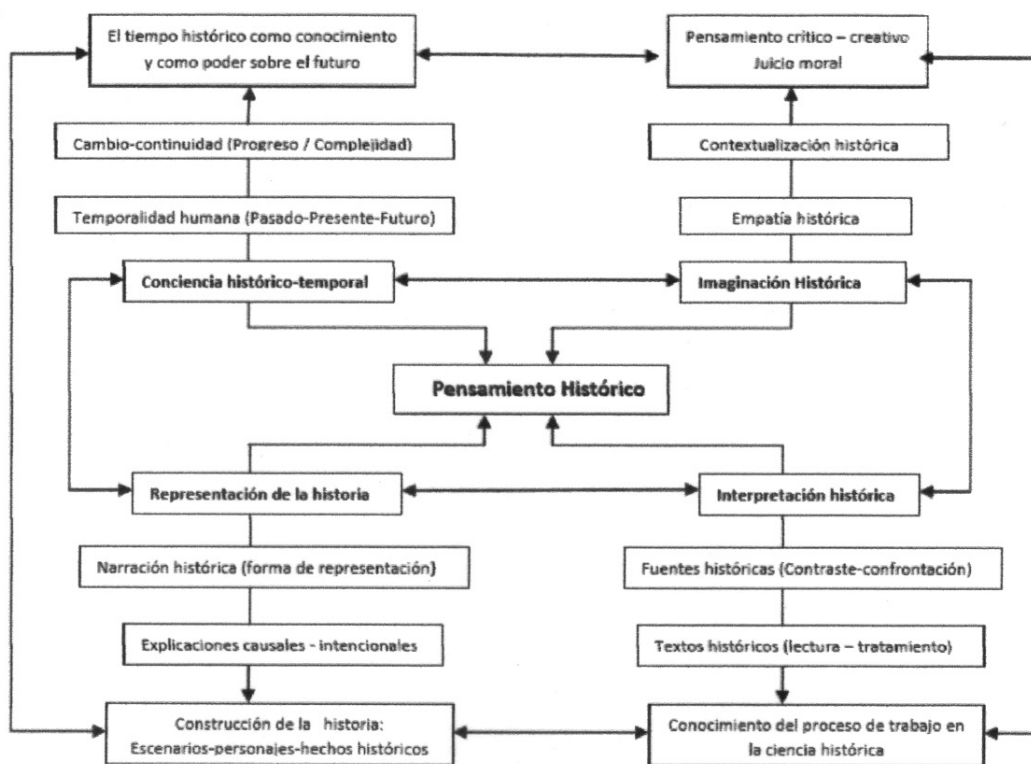 El tiempo histórico como conocimiento
y como poder sobre el futuro
Pensamiento crítico – creativo
Juicio moral
Cambio-continuidad (Progreso / Complejidad)
Contextualización histórica
Temporalidad humana (Pasado-Presente-Futuro)
Empatía histórica
Conciencia histórico-temporal
Imaginación Histórica
Pensamiento Histórico
Representación de la historia
Interpretación histórica
Narración histórica (forma de representación)
Fuentes históricas (Contraste-confrontación)
Explicaciones causales - intencionales
Textos históricos (lectura – tratamiento)
Construcción de la historia:
Escenarios-personajes-hechos históricos
Conocimiento del proceso de trabajo en
la ciencia histórica